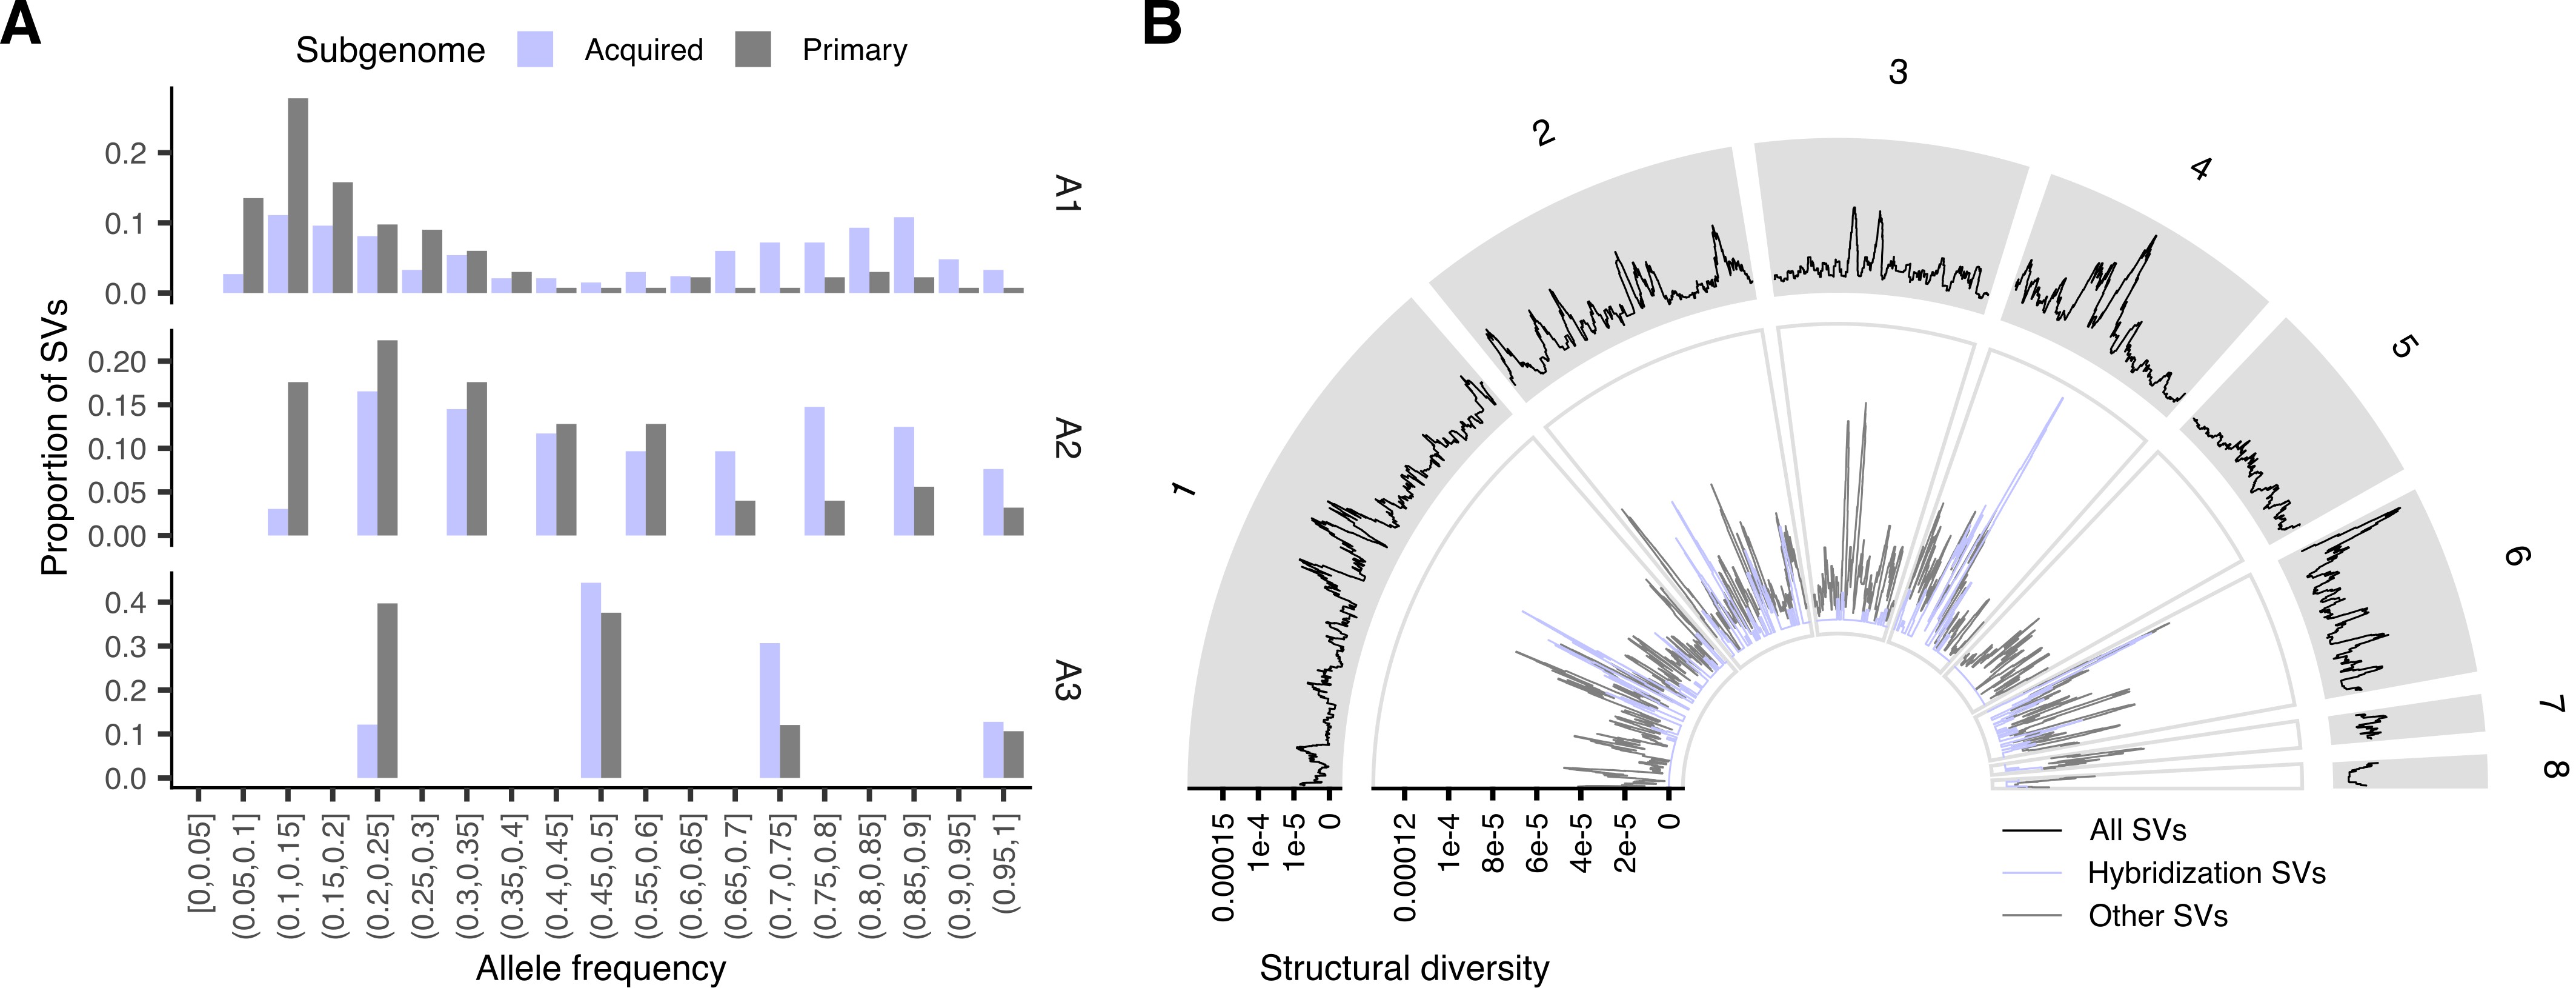 A
Subgenome Acquired Primary
Proportion of SVs
0.2
0.1
0.0
A1
0.20
0.15
0.10
0.05
0.00
A2
0.4
0.3
0.2
0.1
0.0
A3
[0,0.05]
(0.05,0.1]
(0.1,0.15]
(0.15,0.2]
(0.2,0.25]
(0.25,0.3]
(0.3,0.35]
(0.35,0.4]
(0.4,0.45]
(0.45,0.5]
(0.55,0.6]
(0.6,0.65]
(0.65,0.7]
(0.7,0.75]
(0.75,0.8]
(0.8,0.85]
(0.85,0.9]
(0.9,0.95]
(0.95,1]
Allele frequency
B
1
2
3
4
5
6
7
8
0.00015
1e-4
1e-5
0
0.00012
1e-4
8e-5
6e-5
4e-5
2e-5
0
Structural diversity
All SVs
Hybridization SVs
Other SVs